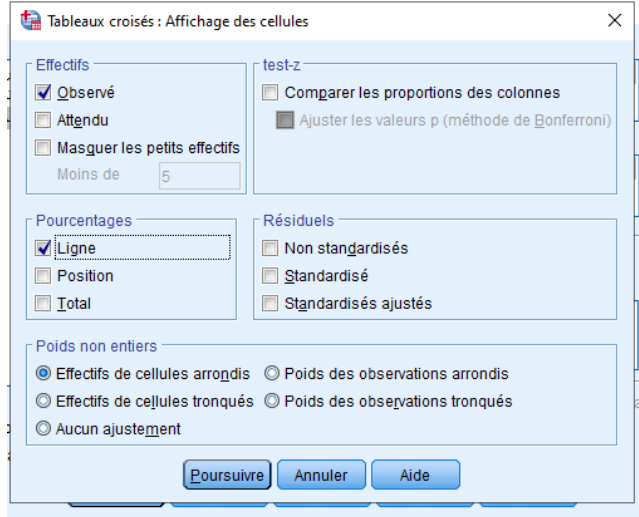 Tableaux croisés : Affichage des cellules
Effectifs
Observé
Attendu
Masquer les petits effectifs
Moins de 5
test-z
Comparer les proportions des colonnes
Ajuster les valeurs p (méthode de Bonferroni)
Pourcentages
Ligne
Position
Total
Résiduels
Non standardisés
Standardisé
Standardisés ajustés
Poids non entiers
Effectifs de cellules arrondis Poids des observations arrondis
Effectifs de cellules tronqués Poids des observations tronqués
Aucun ajustement
Poursuivre Annuler Aide